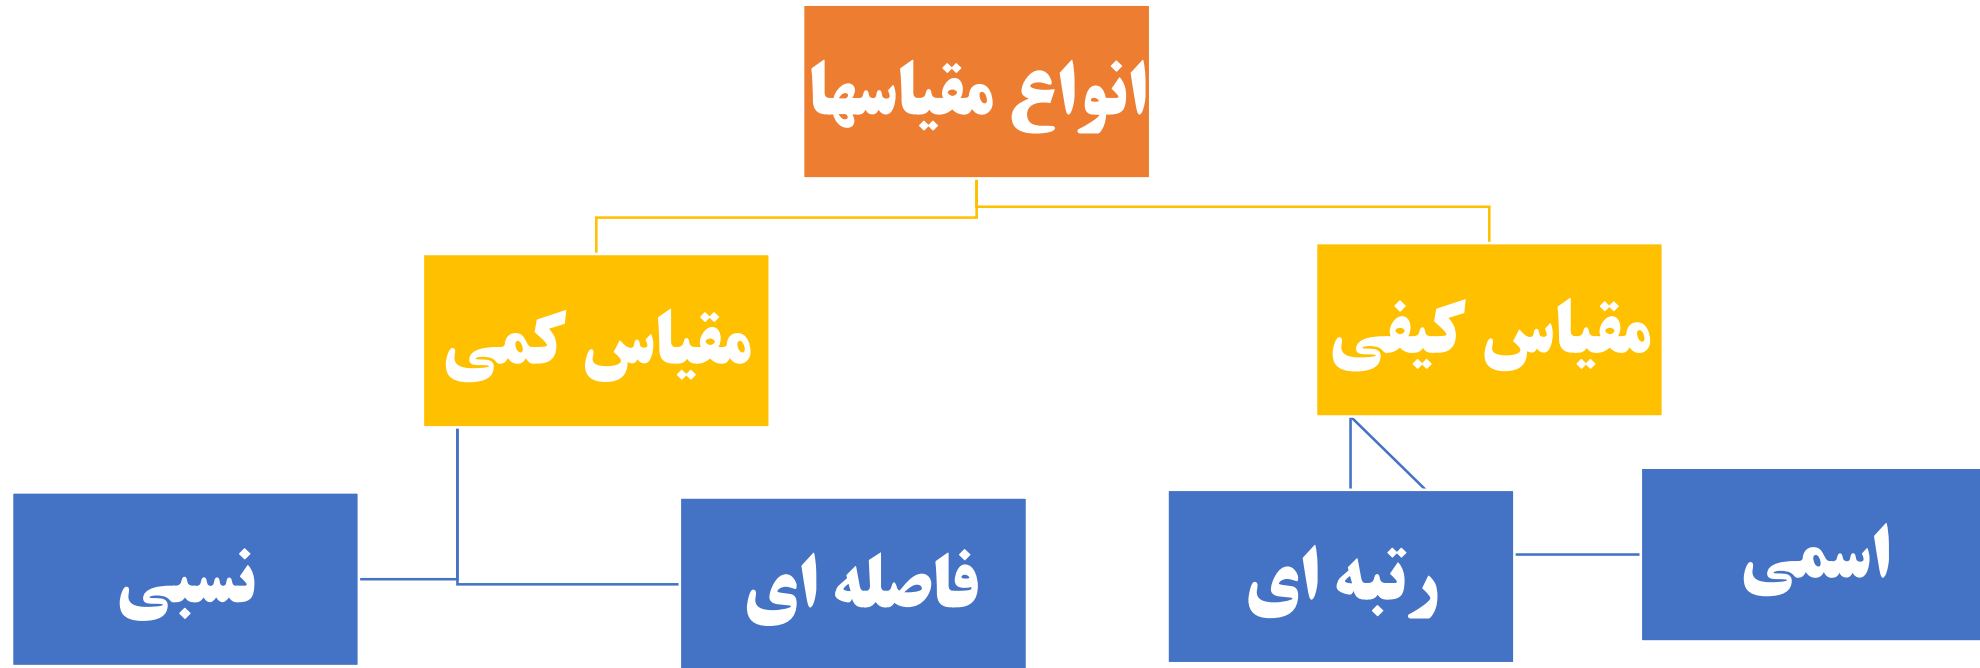 انواع مقیاسها
مقیاس کیفی
مقیاس کمی
اسمی
رتبه ای
فاصله ای
نسبی